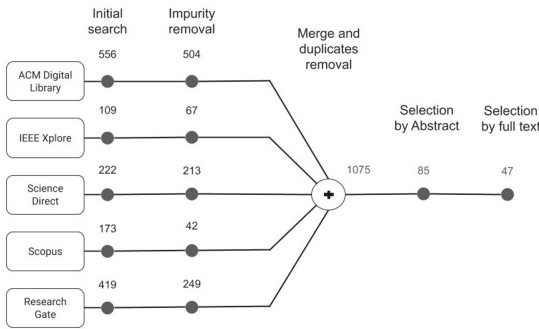 Initial
search
Impurity
removal
Merge and
duplicates
removal
Selection
by Abstract
Selection
by full text
ACM Digital
Library
556
504
IEEE Xplore
109
67
Science
Direct
222
213
Scopus
173
42
Research
Gate
419
249
+
1075
85
47